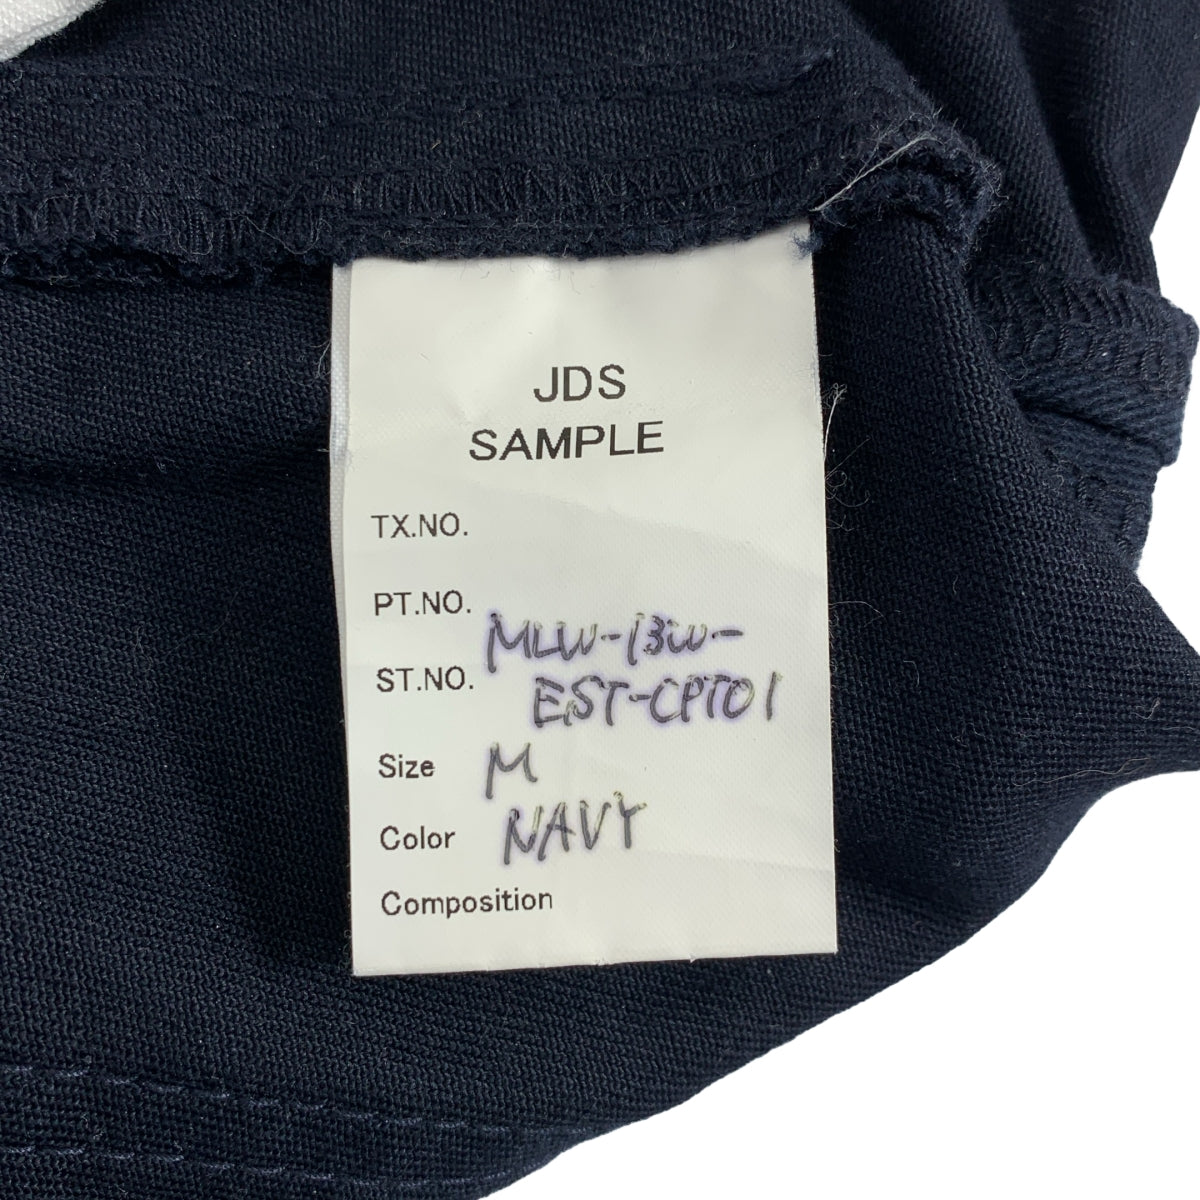 JDS
SAMPLE
TX.NO.
PT.NO.
MLW-13W-
ST.NO. EST-CPT01
Size M
Color NAVY
Composition